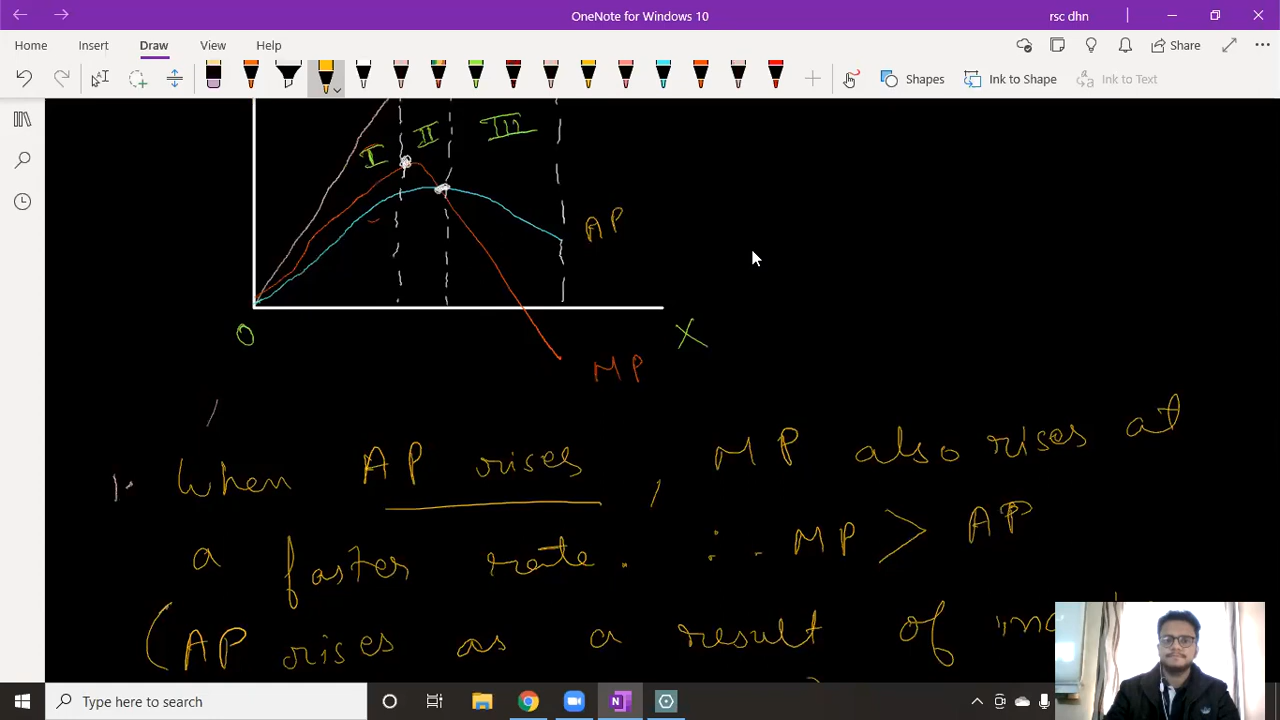 OneNote for Windows 10
rsc dhn
Home Insert Draw View Help
Share
Shapes
Ink to Shape
Ink to Text
I
II
III
AP
O
X
MP
1. When AP rises, MP also rises at
a faster rate. ∴ MP > AP
(AP rises as a result of
Type here to search